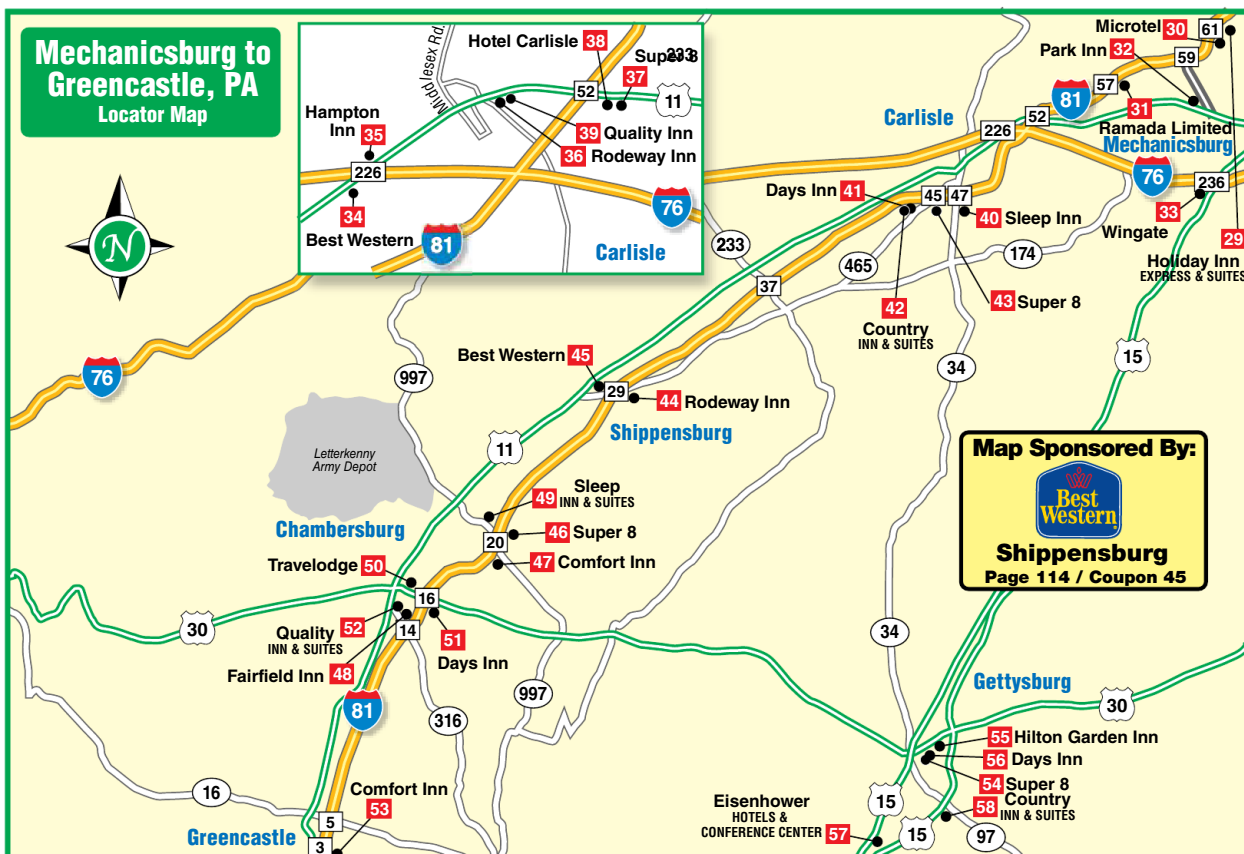 Mechanicsburg to
Greencastle, PA
Locator Map
Middlesex Rd.
Hotel Carlisle 38
Super 8
233
37
52
11
Hampton
Inn
35
39 Quality Inn
36 Rodeway Inn
226
34
Best Western
81
76
Carlisle
N
Microtel 30
61
Park Inn 32
59
57
81
31
Ramada Limited
Carlisle
52
226
Mechanicsburg
76
236
33
Wingate
29
Holiday Inn
EXPRESS & SUITES
Days Inn 41
45
47
40 Sleep Inn
233
465
174
37
42
Country
INN & SUITES
43 Super 8
15
34
76
997
Best Western 45
29
44 Rodeway Inn
Shippensburg
Letterkenny
Army Depot
11
Map Sponsored By:
Best
Western
Shippensburg
Page 114 / Coupon 45
49
Sleep
INN & SUITES
Chambersburg
20
46 Super 8
47 Comfort Inn
Travelodge 50
16
30
Quality
INN & SUITES
52
14
51
Days Inn
Fairfield Inn 48
34
997
81
316
Gettysburg
30
55 Hilton Garden Inn
56 Days Inn
54 Super 8
58 Country
INN & SUITES
16
Comfort Inn
53
Eisenhower
HOTELS &
CONFERENCE CENTER 57
15
15
97
Greencastle
5
3